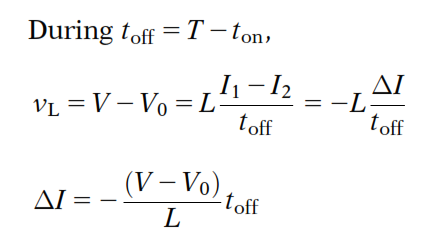 During t_off = T − t_on,
v_L = V − V_0 = L (I_1 − I_2)/t_off = −L ΔI/t_off
ΔI = − (V − V_0)/L t_off